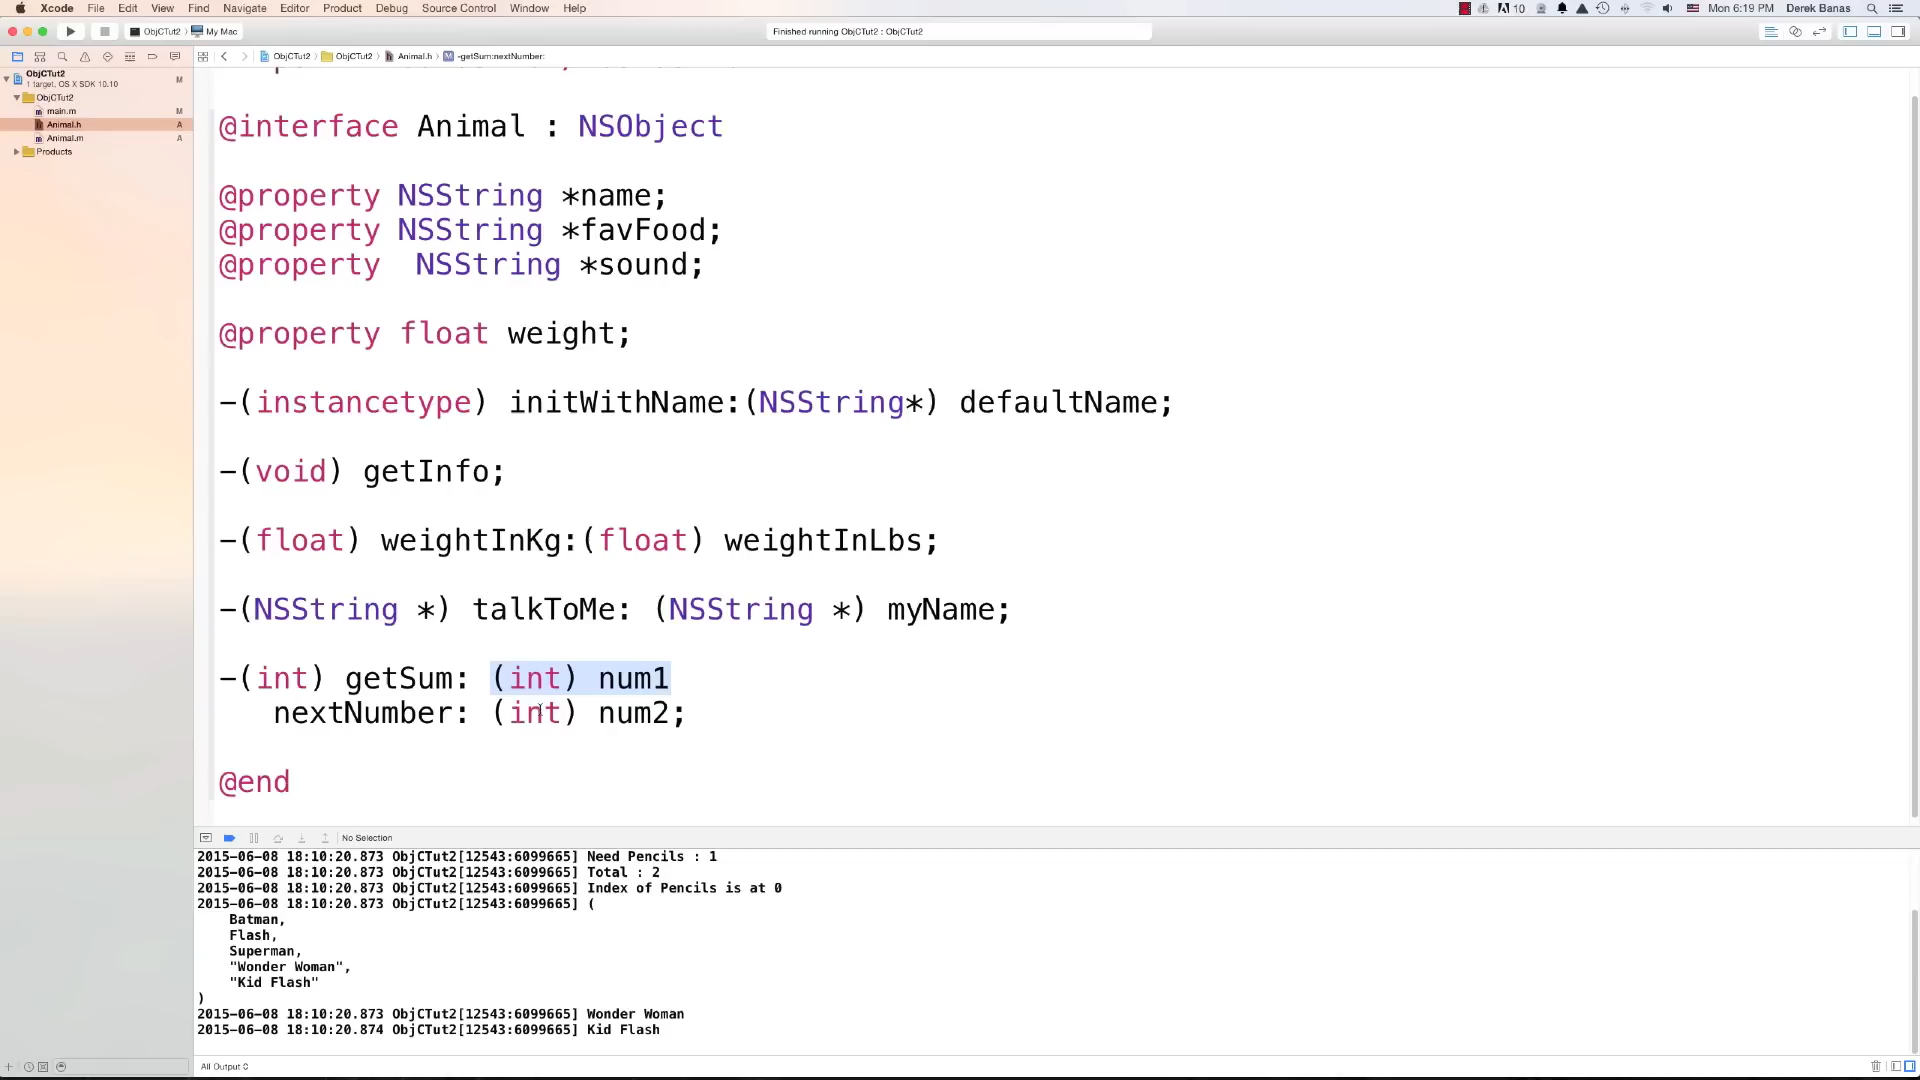 Xcode File Edit View Find Navigate Editor Product Debug Source Control Window Help 10 Mon 6:19 PM Derek Banas
ObjCTut2 My Mac Finished running ObjCTut2 : ObjCTut2
ObjCTut2 ObjCTut2 Animal.h -getSum:nextNumber:
ObjCTut2 M
1 target, OS X SDK 10.10
ObjCTut2
main.m M
Animal.h A
Animal.m A
Products
@interface Animal : NSObject
@property NSString *name;
@property NSString *favFood;
@property  NSString *sound;
@property float weight;
-(instancetype) initWithName:(NSString*) defaultName;
-(void) getInfo;
-(float) weightInKg:(float) weightInLbs;
-(NSString *) talkToMe: (NSString *) myName;
-(int) getSum: (int) num1
nextNumber: (int) num2;
@end
No Selection
2015-06-08 18:10:20.873 ObjCTut2[12543:6099665] Need Pencils : 1
2015-06-08 18:10:20.873 ObjCTut2[12543:6099665] Total : 2
2015-06-08 18:10:20.873 ObjCTut2[12543:6099665] Index of Pencils is at 0
2015-06-08 18:10:20.873 ObjCTut2[12543:6099665] (
Batman,
Flash,
Superman,
"Wonder Woman",
"Kid Flash"
)
2015-06-08 18:10:20.873 ObjCTut2[12543:6099665] Wonder Woman
2015-06-08 18:10:20.874 ObjCTut2[12543:6099665] Kid Flash
All Output